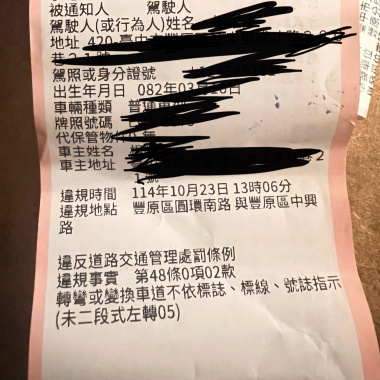 被通知人 駕駛人
駕駛人(或行為人)姓名
地址 420
駕照或身分證號
出生年月日 082年03月
車輛種類 普通
牌照號碼
代保管物件
車主姓名
車主地址
違規時間 114年10月23日 13時06分
違規地點 豐原區圓環南路 與豐原區中興
路
違反道路交通管理處罰條例
違規事實 第48條0項02款
轉彎或變換車道不依標誌、標線、號誌指示
(未二段式左轉05)